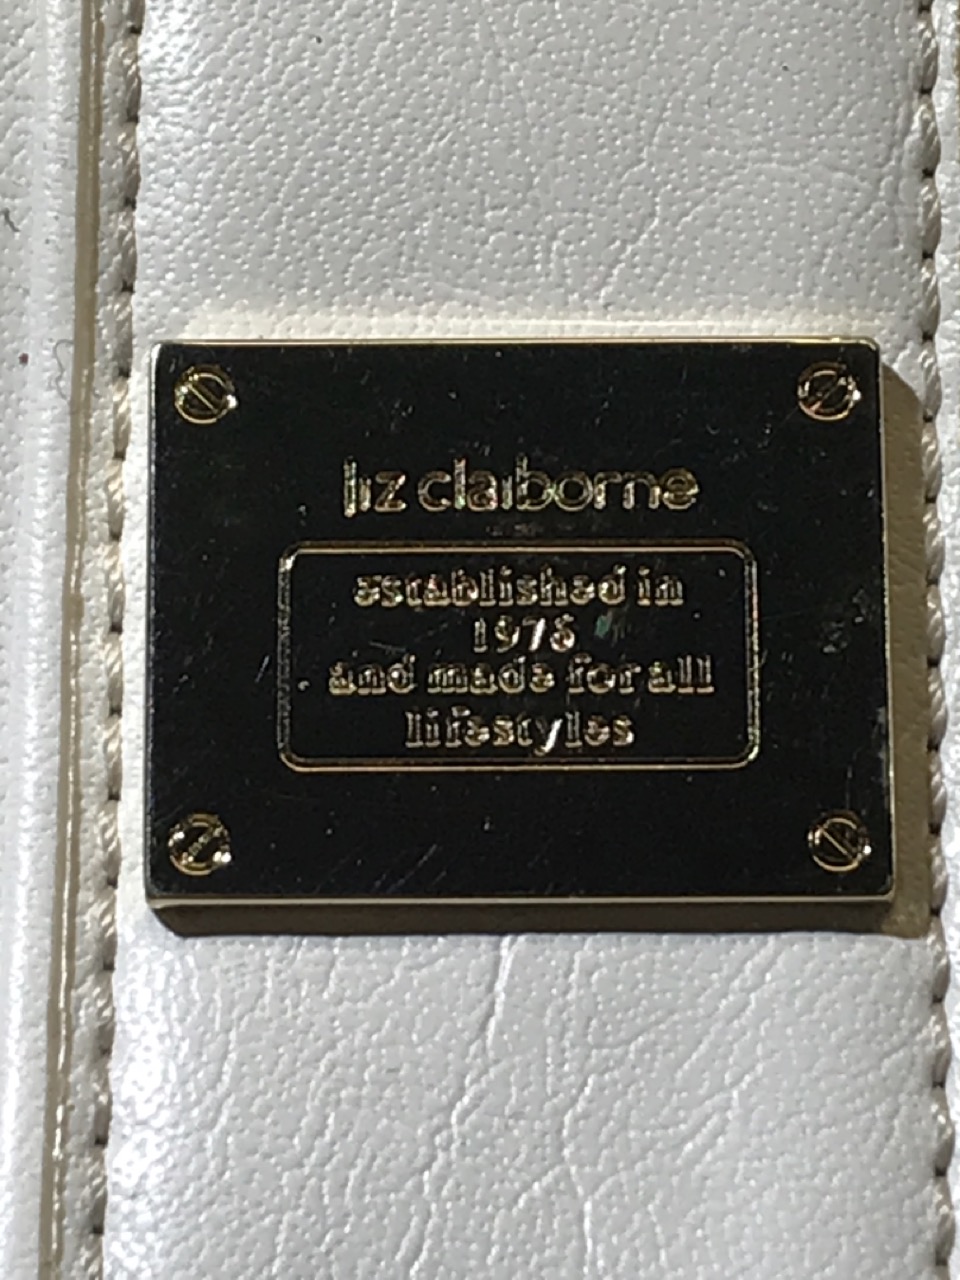 liz claiborne
established in
1976
and made for all
lifestyles